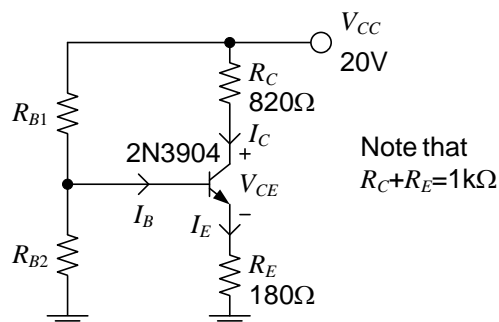 V_CC
20V
R_C
820Ω
R_B1
I_C
2N3904
+
V_CE
Note that
R_C+R_E=1kΩ
I_B
I_E
−
R_B2
R_E
180Ω